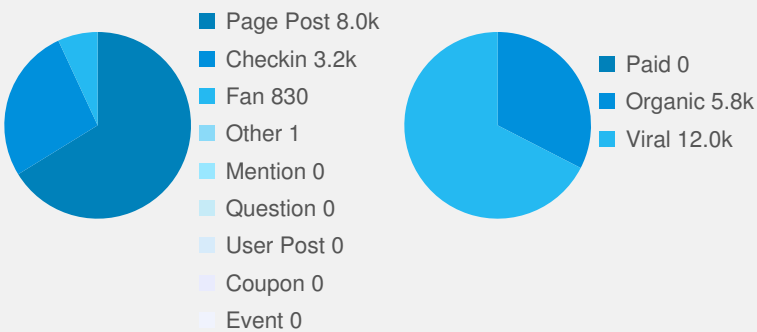 Page Post 8.0k
Checkin 3.2k
Fan 830
Other 1
Mention 0
Question 0
User Post 0
Coupon 0
Event 0
Paid 0
Organic 5.8k
Viral 12.0k